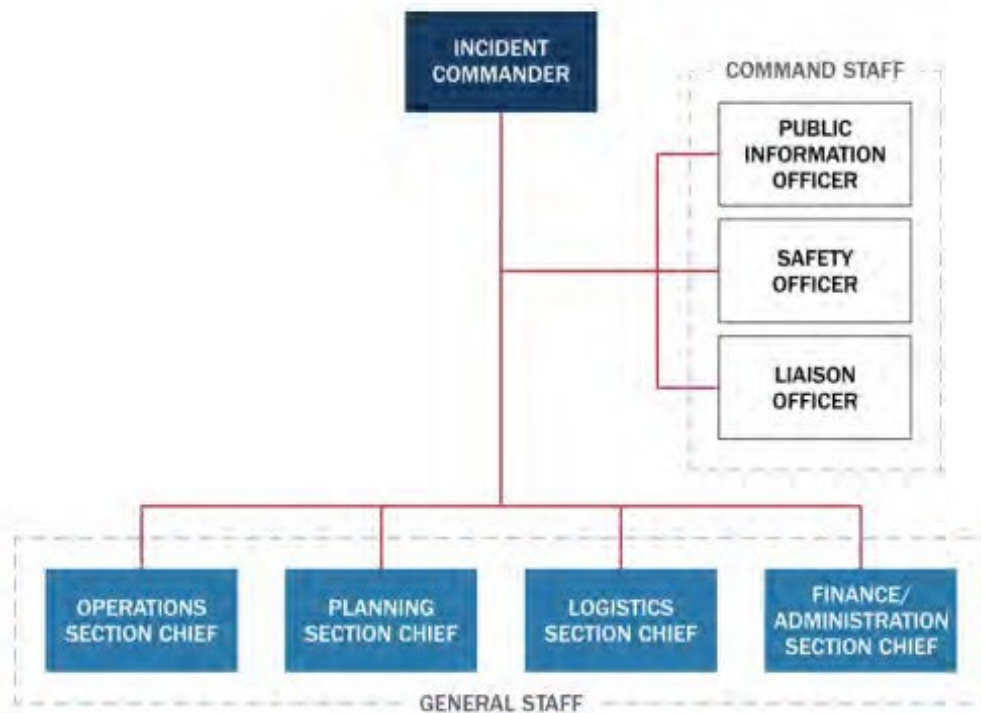 INCIDENT
COMMANDER
COMMAND STAFF
PUBLIC
INFORMATION
OFFICER
SAFETY
OFFICER
LIAISON
OFFICER
OPERATIONS
SECTION CHIEF
PLANNING
SECTION CHIEF
LOGISTICS
SECTION CHIEF
FINANCE/
ADMINISTRATION
SECTION CHIEF
GENERAL STAFF